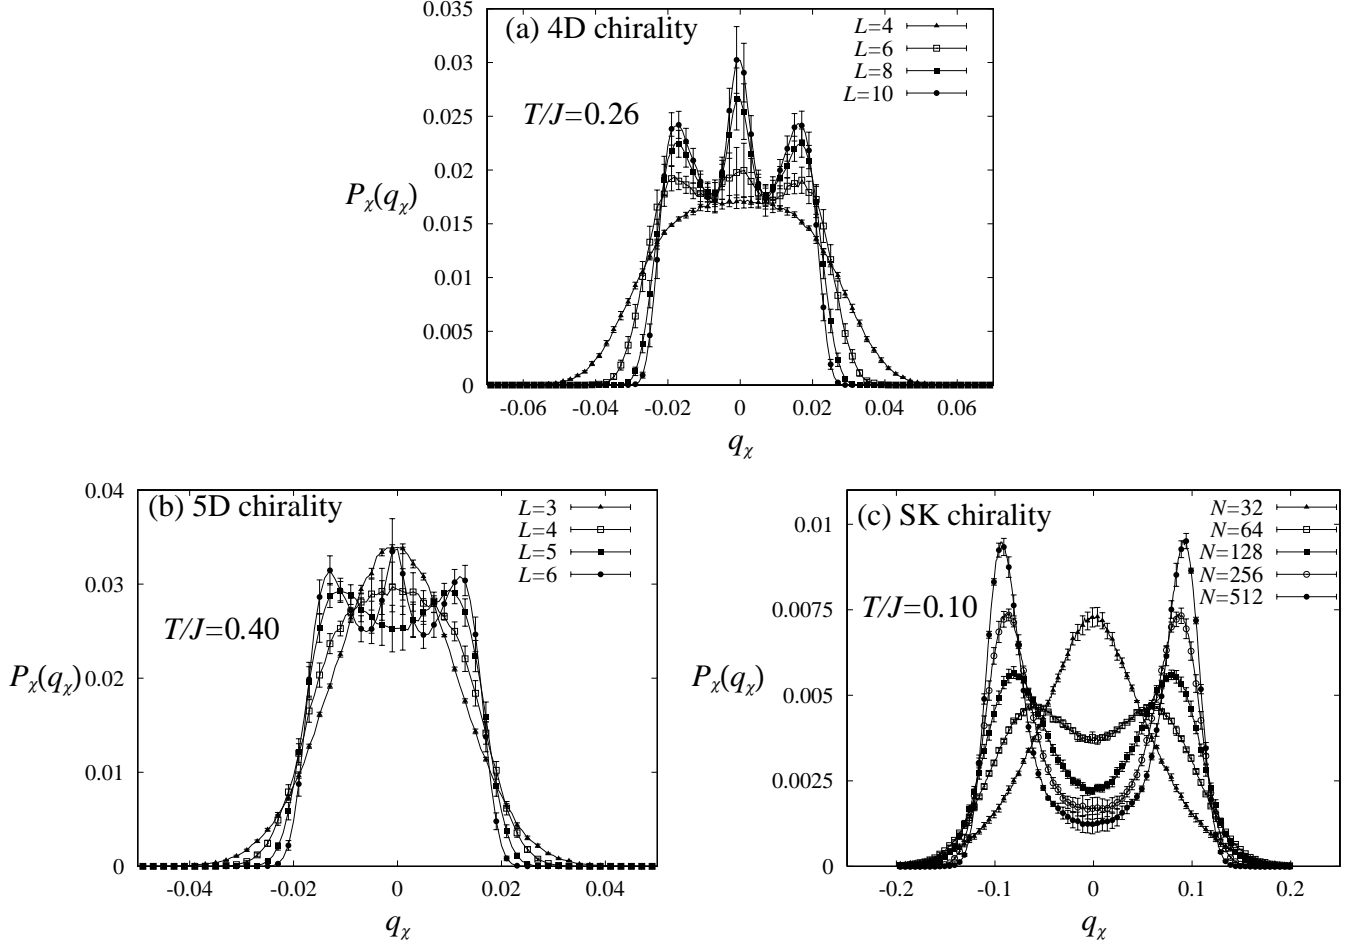 (a) 4D chirality
T/J=0.26
L=4
L=6
L=8
L=10
0.035
0.03
0.025
0.02
0.015
0.01
0.005
0
Pχ(qχ)
-0.06 -0.04 -0.02 0 0.02 0.04 0.06
qχ
(b) 5D chirality
T/J=0.40
L=3
L=4
L=5
L=6
0.04
0.03
0.02
0.01
0
Pχ(qχ)
-0.04 -0.02 0 0.02 0.04
qχ
(c) SK chirality
T/J=0.10
N=32
N=64
N=128
N=256
N=512
0.01
0.0075
0.005
0.0025
0
Pχ(qχ)
-0.2 -0.1 0 0.1 0.2
qχ